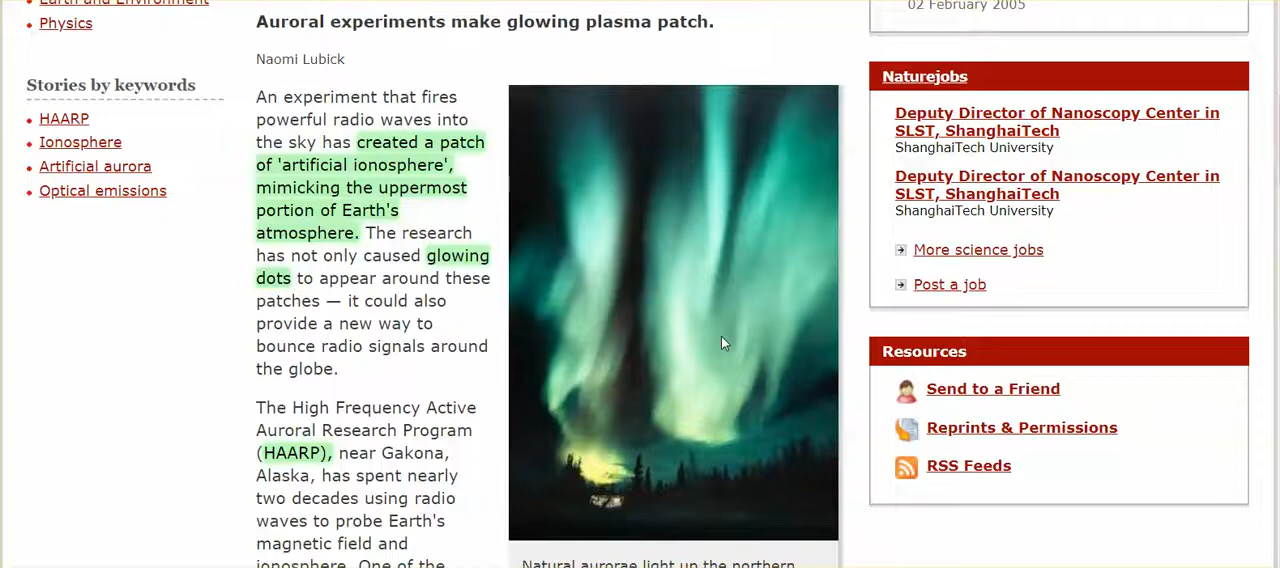 Earth and Environment
Physics
Stories by keywords
HAARP
Ionosphere
Artificial aurora
Optical emissions
Auroral experiments make glowing plasma patch.
Naomi Lubick
An experiment that fires
powerful radio waves into
the sky has created a patch
of 'artificial ionosphere',
mimicking the uppermost
portion of Earth's
atmosphere. The research
has not only caused glowing
dots to appear around these
patches — it could also
provide a new way to
bounce radio signals around
the globe.
The High Frequency Active
Auroral Research Program
(HAARP), near Gakona,
Alaska, has spent nearly
two decades using radio
waves to probe Earth's
magnetic field and
ionosphere. One of the
Natural aurorae light up the northern
02 February 2005
Naturejobs
Deputy Director of Nanoscopy Center in
SLST, ShanghaiTech
ShanghaiTech University
Deputy Director of Nanoscopy Center in
SLST, ShanghaiTech
ShanghaiTech University
More science jobs
Post a job
Resources
Send to a Friend
Reprints & Permissions
RSS Feeds